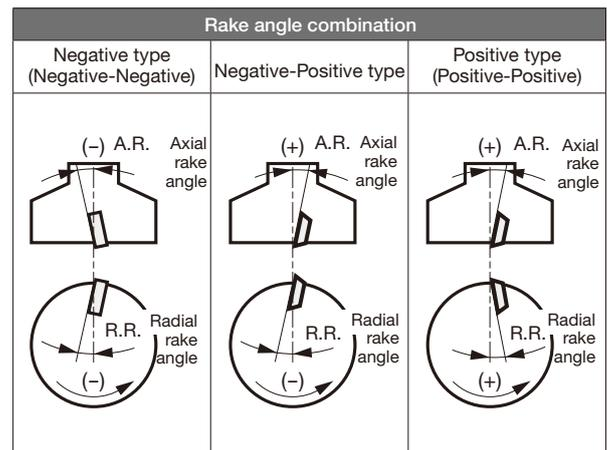 Rake angle combination
Negative type
(Negative-Negative)
Negative-Positive type
Positive type
(Positive-Positive)
(−) A.R. Axial
rake
angle
R.R. Radial
rake
angle
(−)
(+) A.R. Axial
rake
angle
R.R. Radial
rake
angle
(−)
(+) A.R. Axial
rake
angle
R.R. Radial
rake
angle
(+)